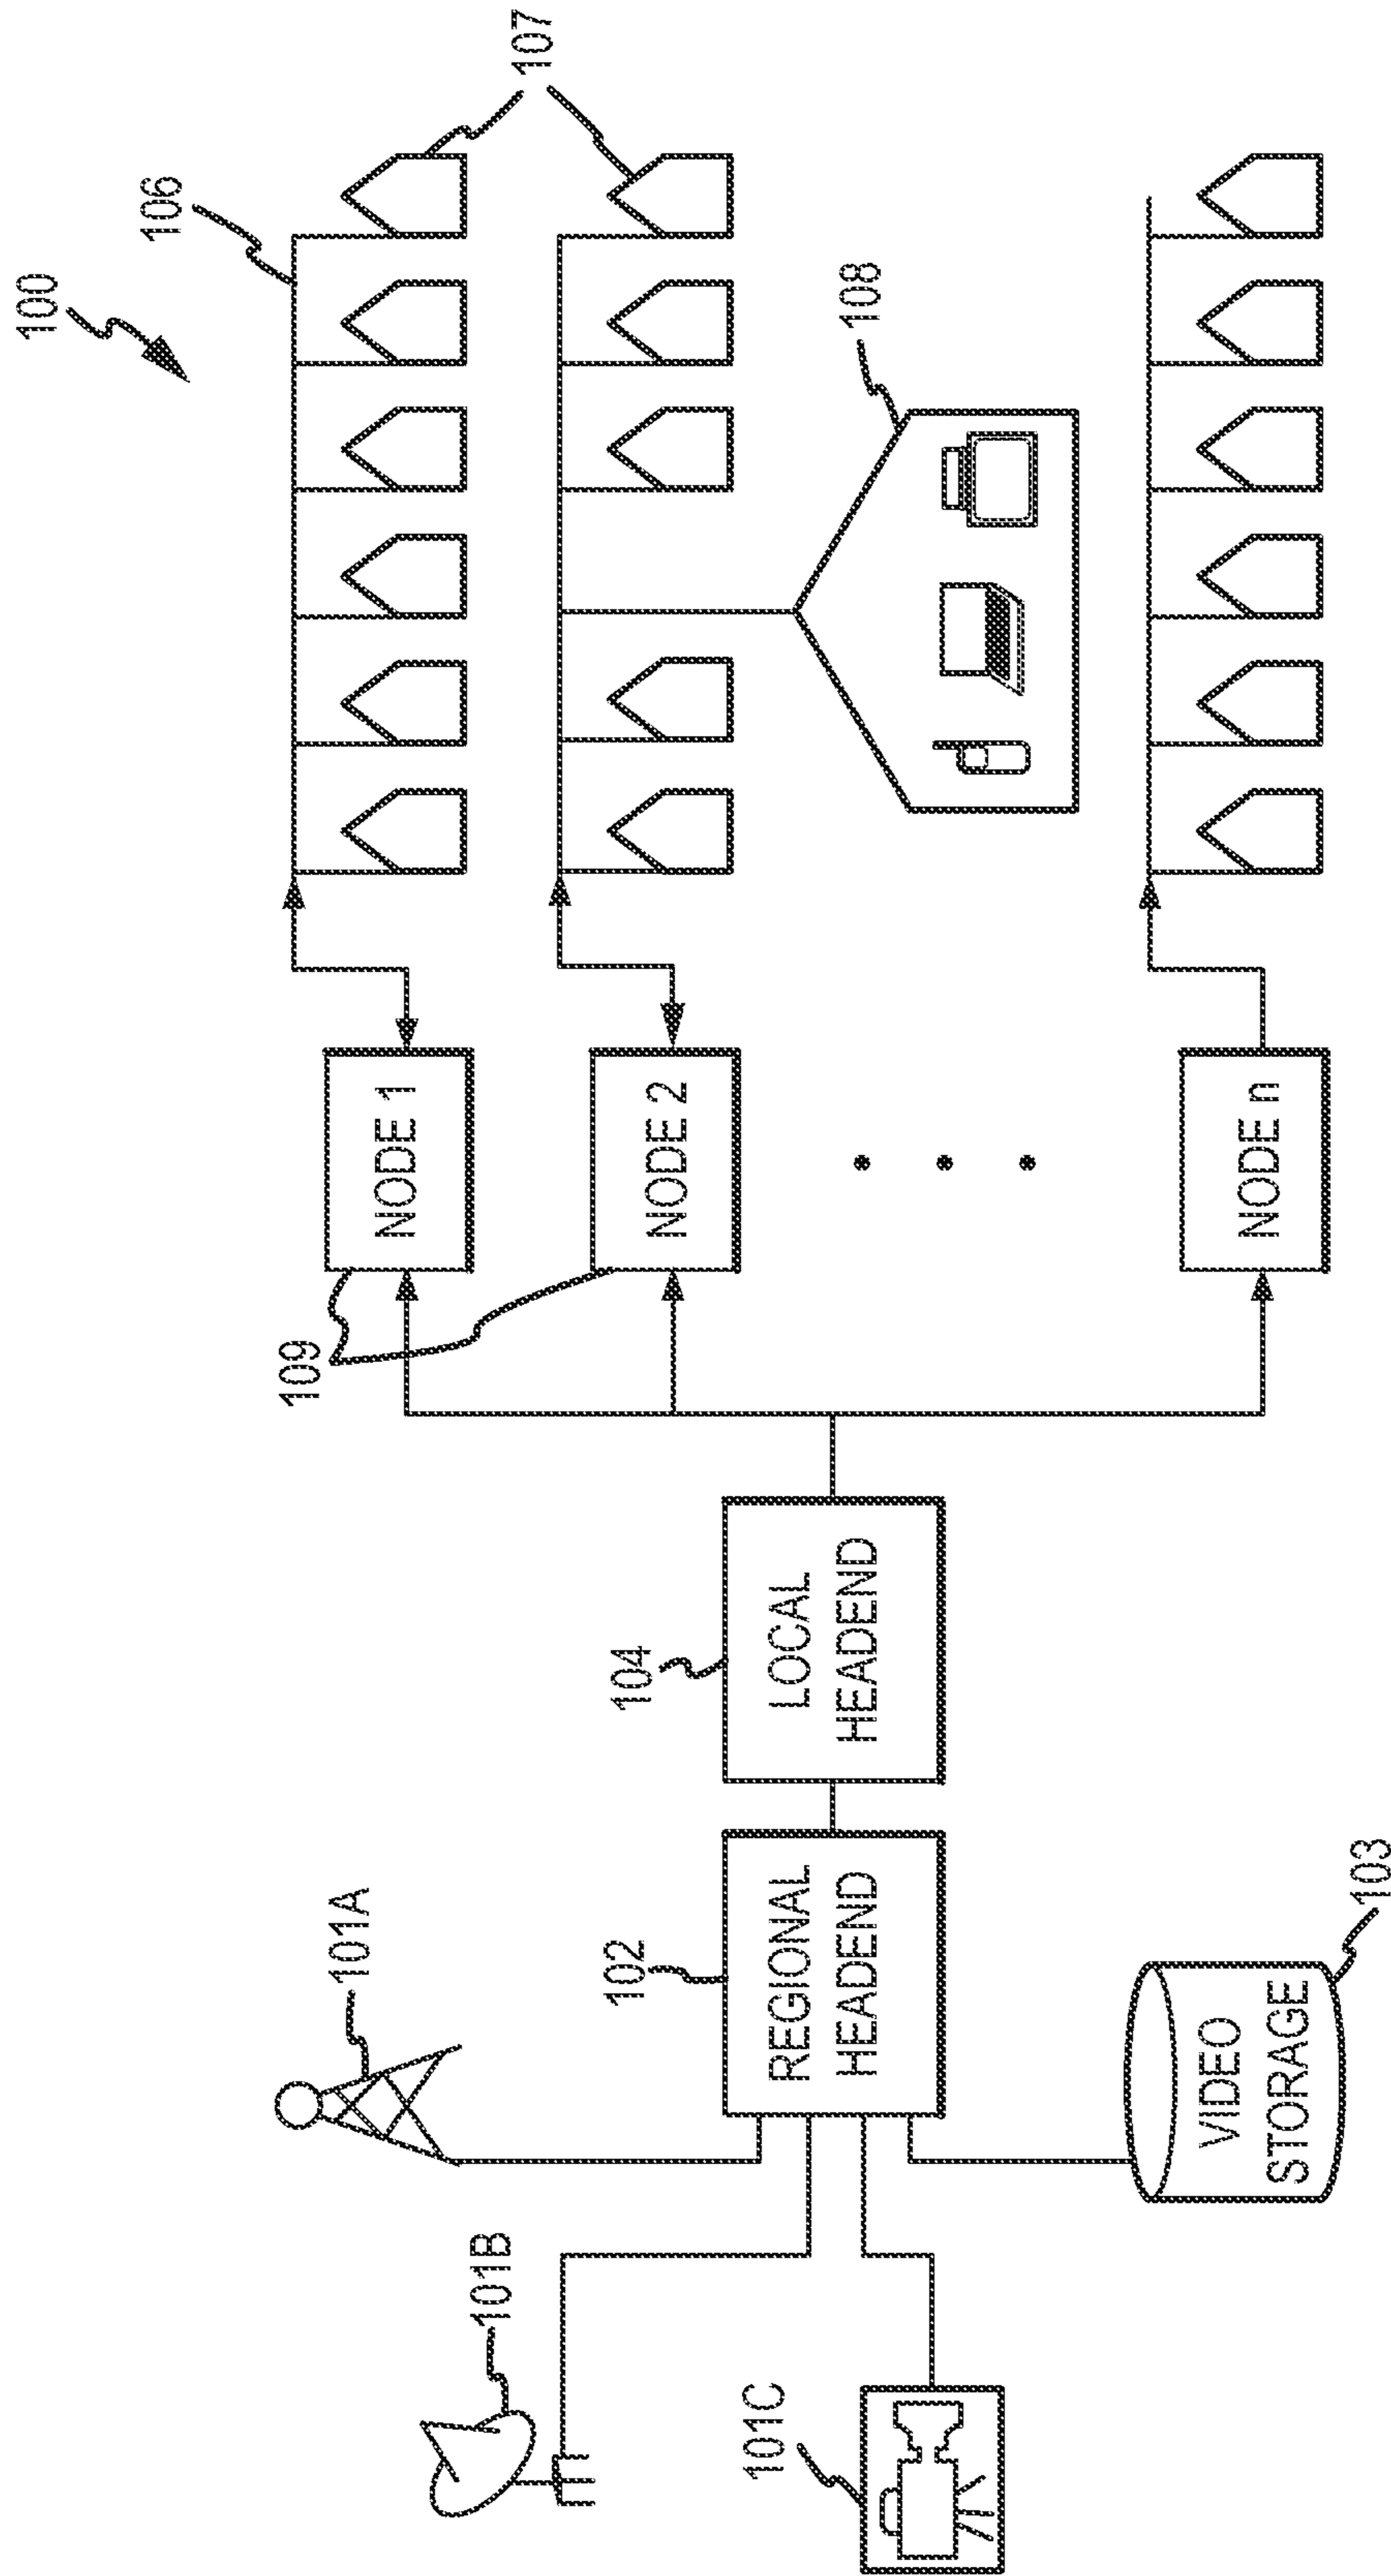 100
106
107
109
NODE 1
NODE 2
NODE n
108
101A
101B
101C
102
REGIONAL
HEADEND
104
LOCAL
HEADEND
VIDEO
STORAGE
103